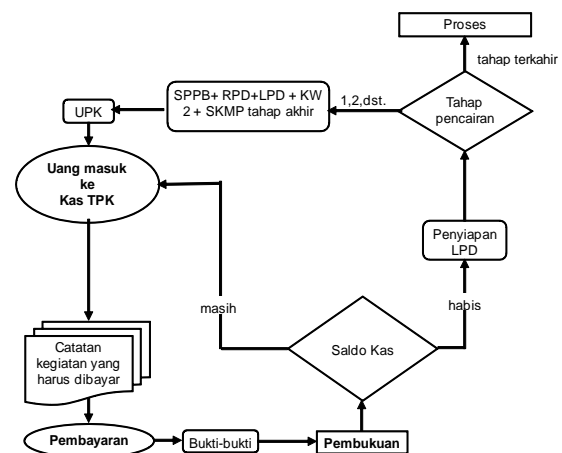 Proses
tahap terkahir
SPPB+ RPD+LPD + KW
2 + SKMP tahap akhir
1,2,dst.
Tahap
pencairan
UPK
Uang masuk
ke
Kas TPK
Penyiapan
LPD
masih
habis
Saldo Kas
Catatan
kegiatan yang
harus dibayar
Pembayaran
Bukti-bukti
Pembukuan